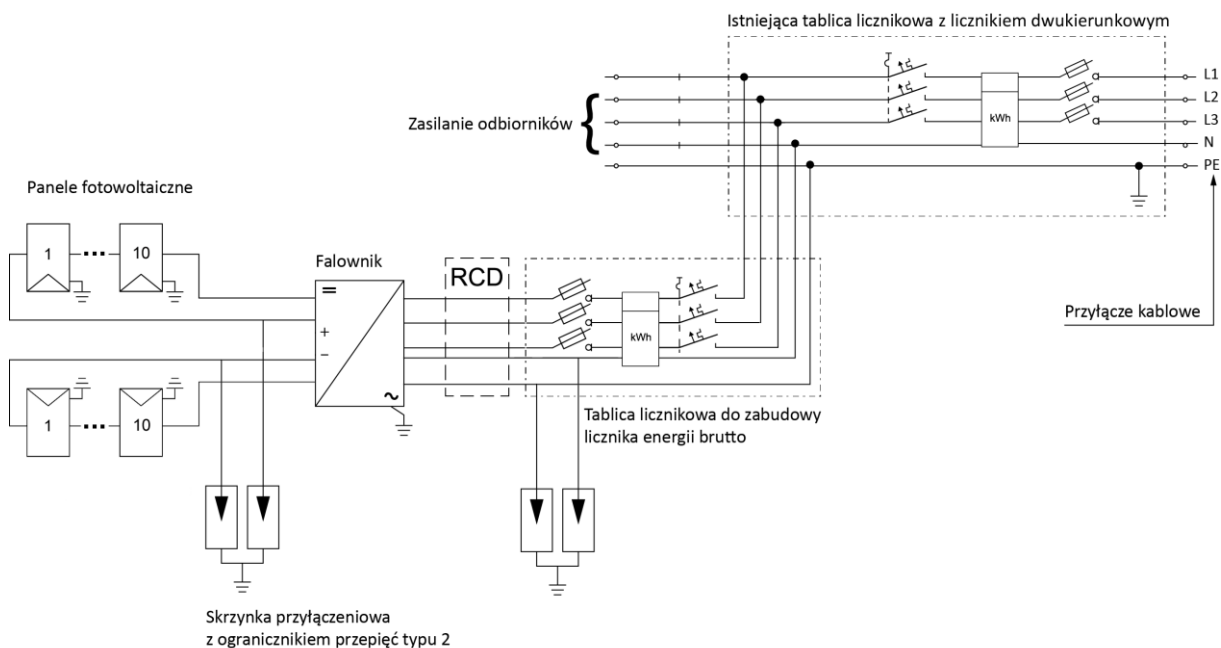 Istniejąca tablica licznikowa z licznikiem dwukierunkowym
L1
L2
kWh
L3
Zasilanie odbiorników
N
PE
Panele fotowoltaiczne
1
10
Falownik
RCD
Przyłącze kablowe
+
kWh
−
1
10
Tablica licznikowa do zabudowy
licznika energii brutto
Skrzynka przyłączeniowa
z ogranicznikiem przepięć typu 2